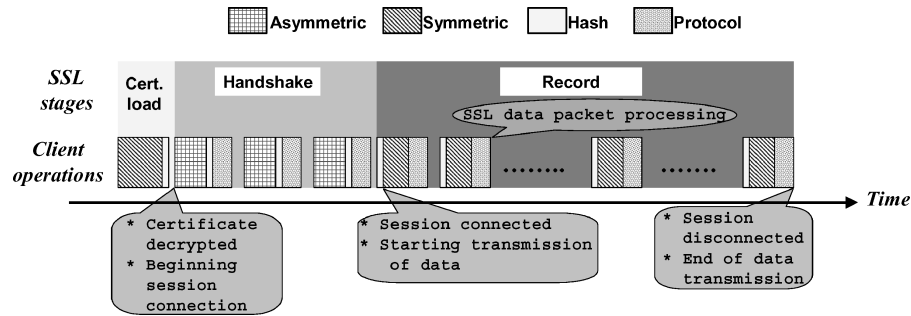 Asymmetric Symmetric Hash Protocol
SSL
stages
Cert.
load
Handshake
Record
SSL data packet processing
Client
operations
........
.......
Time
* Certificate
decrypted
* Beginning
session
connection
* Session connected
* Starting transmission
of data
* Session
disconnected
* End of data
transmission